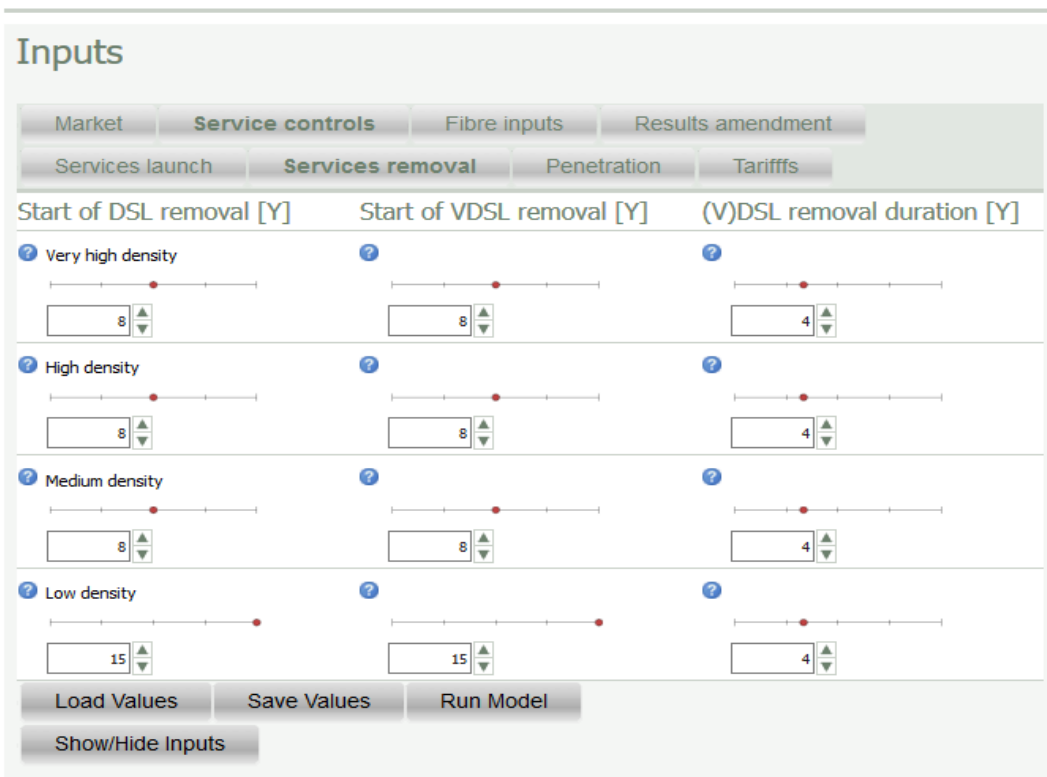 Inputs
Market Service controls Fibre inputs Results amendment
Services launch Services removal Penetration Tarifffs
Start of DSL removal [Y] Start of VDSL removal [Y] (V)DSL removal duration [Y]
? Very high density ? ?
8 8 4
? High density ? ?
8 8 4
? Medium density ? ?
8 8 4
? Low density ? ?
15 15 4
Load Values Save Values Run Model
Show/Hide Inputs